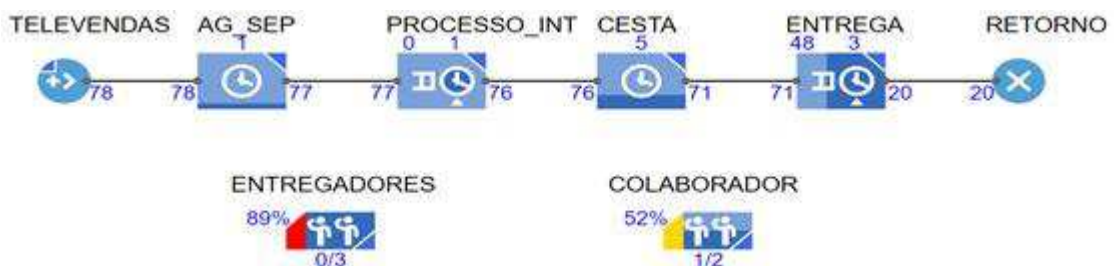 TELEVENDAS AG_SEP PROCESSO_INT CESTA ENTREGA RETORNO
1 0 1 5 48 3
78 78 77 77 76 76 71 71 20 20
ENTREGADORES COLABORADOR
89% 52%
0/3 1/2